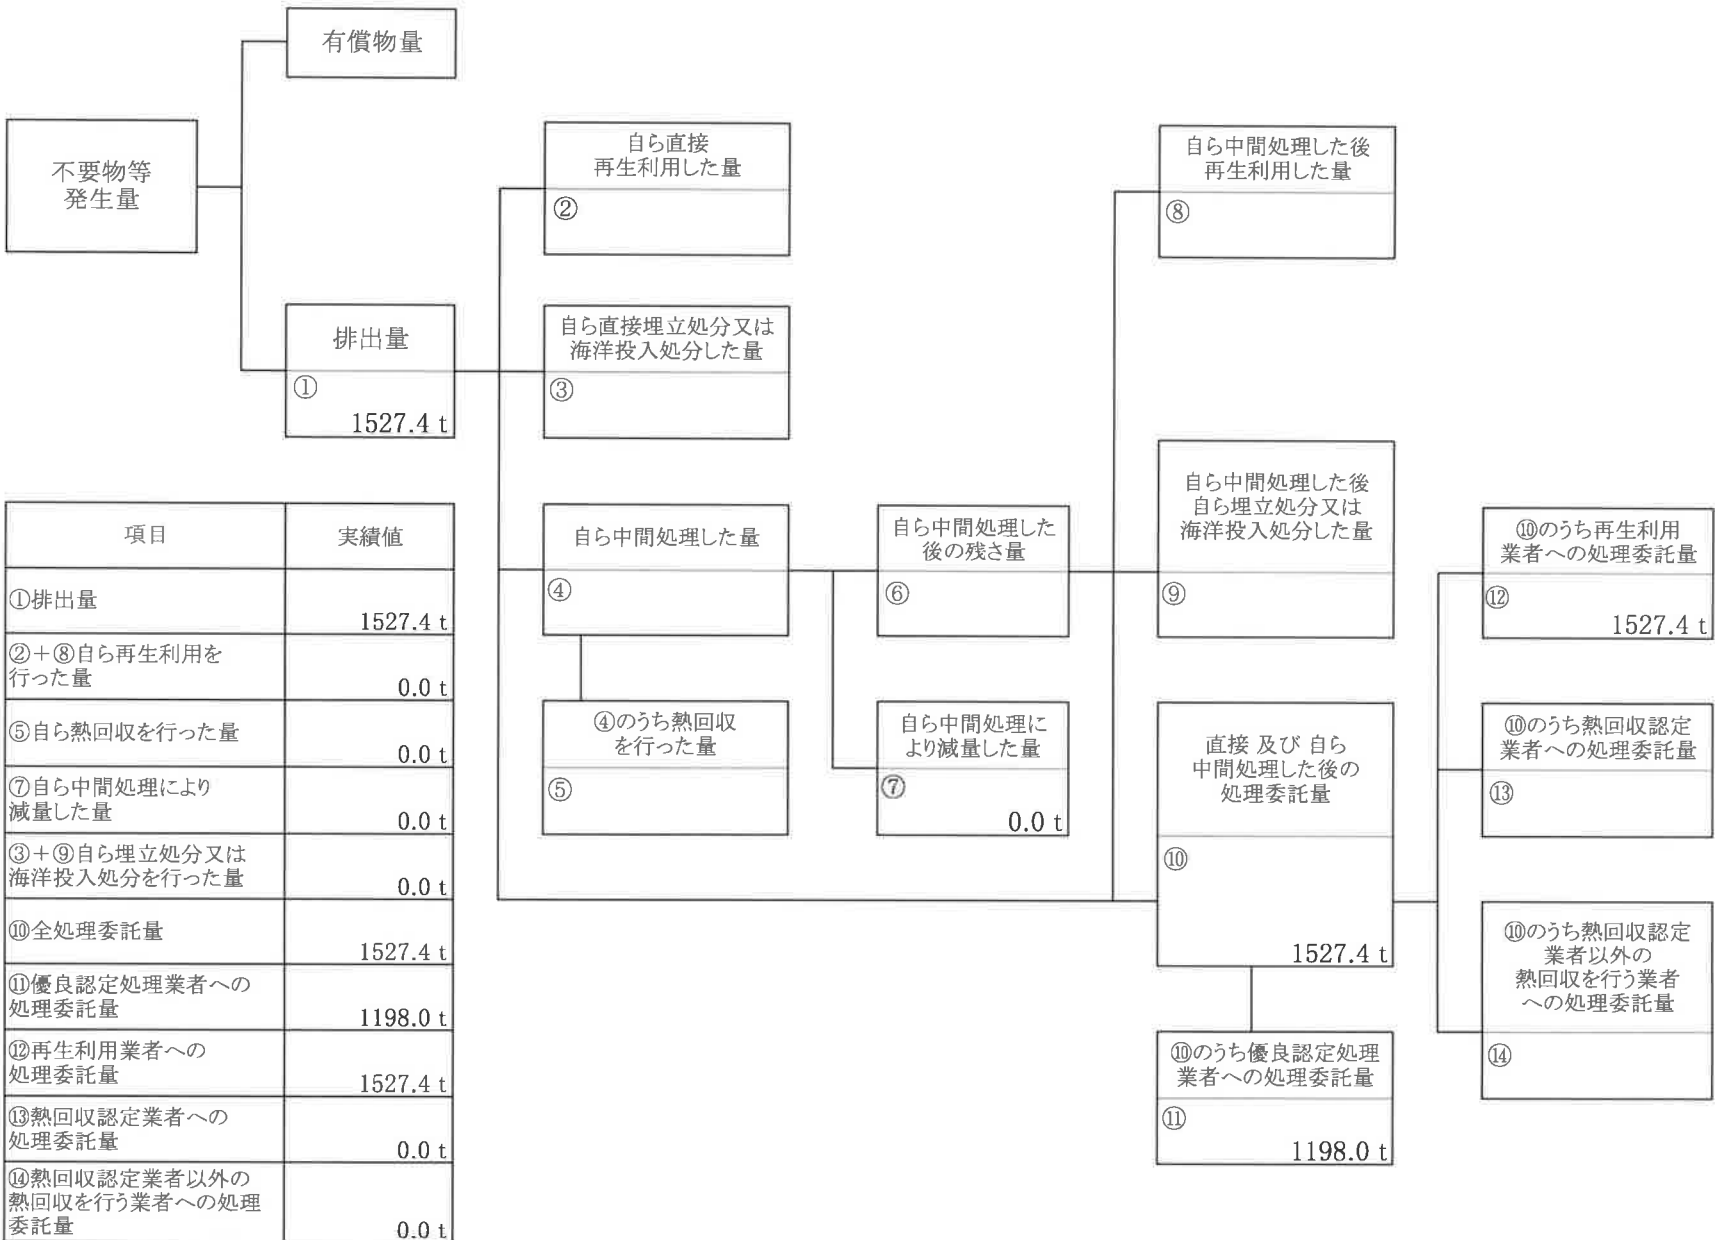 有償物量
不要物等
発生量
排出量
①
1527.4 t
自ら直接
再生利用した量
②
自ら直接埋立処分又は
海洋投入処分した量
③
自ら中間処理した量
④
④のうち熱回収
を行った量
⑤
自ら中間処理した
後の残さ量
⑥
自ら中間処理に
より減量した量
⑦
0.0 t
自ら中間処理した後
再生利用した量
⑧
自ら中間処理した後
自ら埋立処分又は
海洋投入処分した量
⑨
直接 及び 自ら
中間処理した後の
処理委託量
⑩
1527.4 t
⑩のうち優良認定処理
業者への処理委託量
⑪
1198.0 t
⑩のうち再生利用
業者への処理委託量
⑫
1527.4 t
⑩のうち熱回収認定
業者への処理委託量
⑬
⑩のうち熱回収認定
業者以外の
熱回収を行う業者
への処理委託量
⑭
項目 実績値
①排出量
1527.4 t
②+⑧自ら再生利用を
行った量
0.0 t
⑤自ら熱回収を行った量
0.0 t
⑦自ら中間処理により
減量した量
0.0 t
③+⑨自ら埋立処分又は
海洋投入処分を行った量
0.0 t
⑩全処理委託量
1527.4 t
⑪優良認定処理業者への
処理委託量
1198.0 t
⑫再生利用業者への
処理委託量
1527.4 t
⑬熱回収認定業者への
処理委託量
0.0 t
⑭熱回収認定業者以外の
熱回収を行う業者への処理
委託量
0.0 t